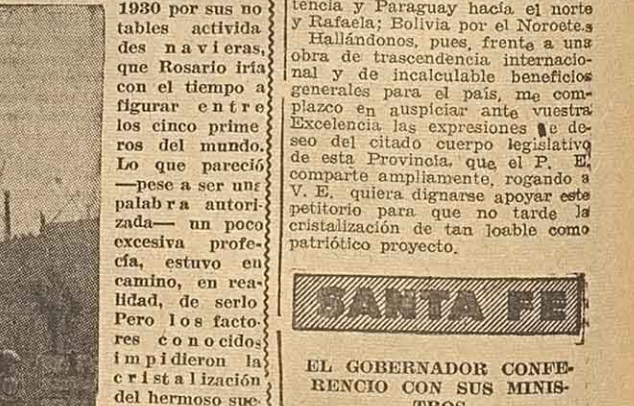 1930 por sus no
tables activida
des navieras,
que Rosario iría
con el tiempo a
figurar entre
los cinco prime
ros del mundo.
Lo que pareció
—pese a ser una
palabra autori-
zada— un poco
excesiva profe-
cía, estuvo en
camino, en rea-
lidad, de serlo
Pero los facto-
res conocidos
impidieron la
cristalización
del hermoso sue-
tencia y Paraguay hacía el norte
y Rafaela; Bolivia por el Noroete.
Hallándonos, pues, frente a una
obra de trascendencia internacio-
nal y de incalculable beneficios
generales para el país, me com-
plazco en auspiciar ante vuestra
Excelencia las expresiones de de-
seo del citado cuerpo legislativo
de esta Provincia, que el P. E.
comparte ampliamente, rogando a
V. E. quiera dignarse apoyar este
petitorio para que no tarde la
cristalización de tan loable como
patriótico proyecto.
SANTA FE
EL GOBERNADOR CONFE-
RENCIO CON SUS MINIS-
TROS